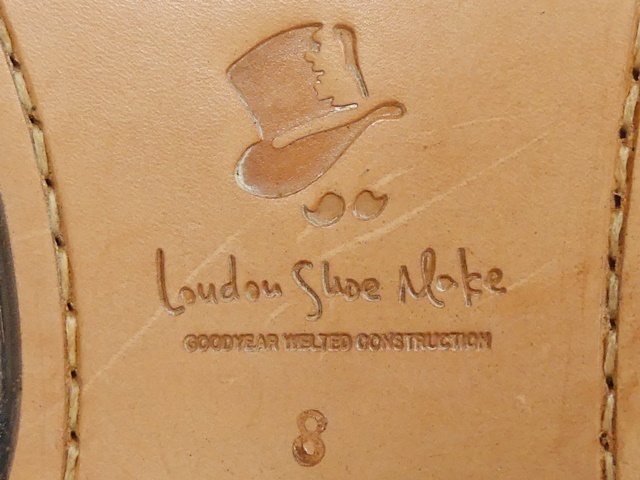 London Shoe Make
GOODYEAR WELTED CONSTRUCTION
8